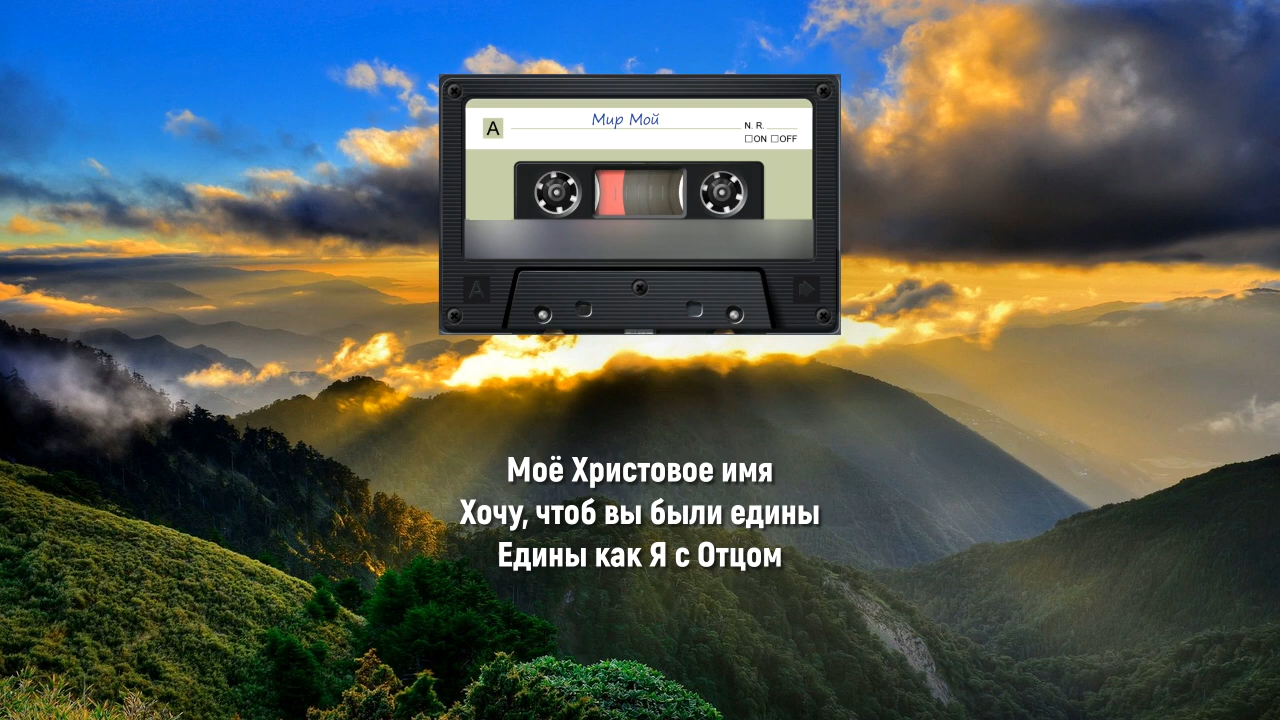 A
Мир Мой
N. R.
ON OFF
A
Моё Христовое имя
Хочу, чтоб вы были едины
Едины как Я с Отцом